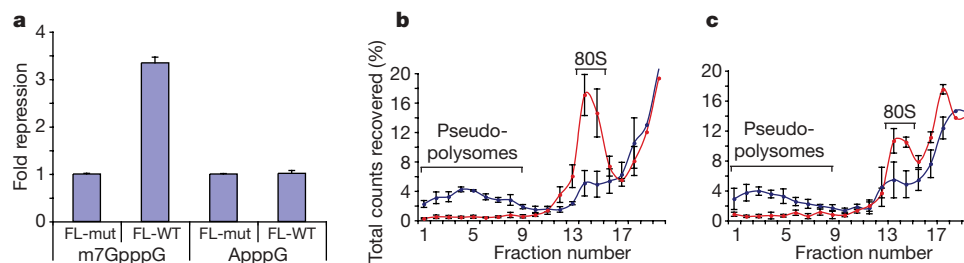 a
Fold repression
4
3
2
1
0
FL-mut FL-WT FL-mut FL-WT
m7GpppG ApppG
b
Total counts recovered (%)
20
16
12
8
4
0
80S
Pseudo-
polysomes
1 5 9 13 17
Fraction number
c
20
16
12
8
4
0
80S
Pseudo-
polysomes
1 5 9 13 17
Fraction number